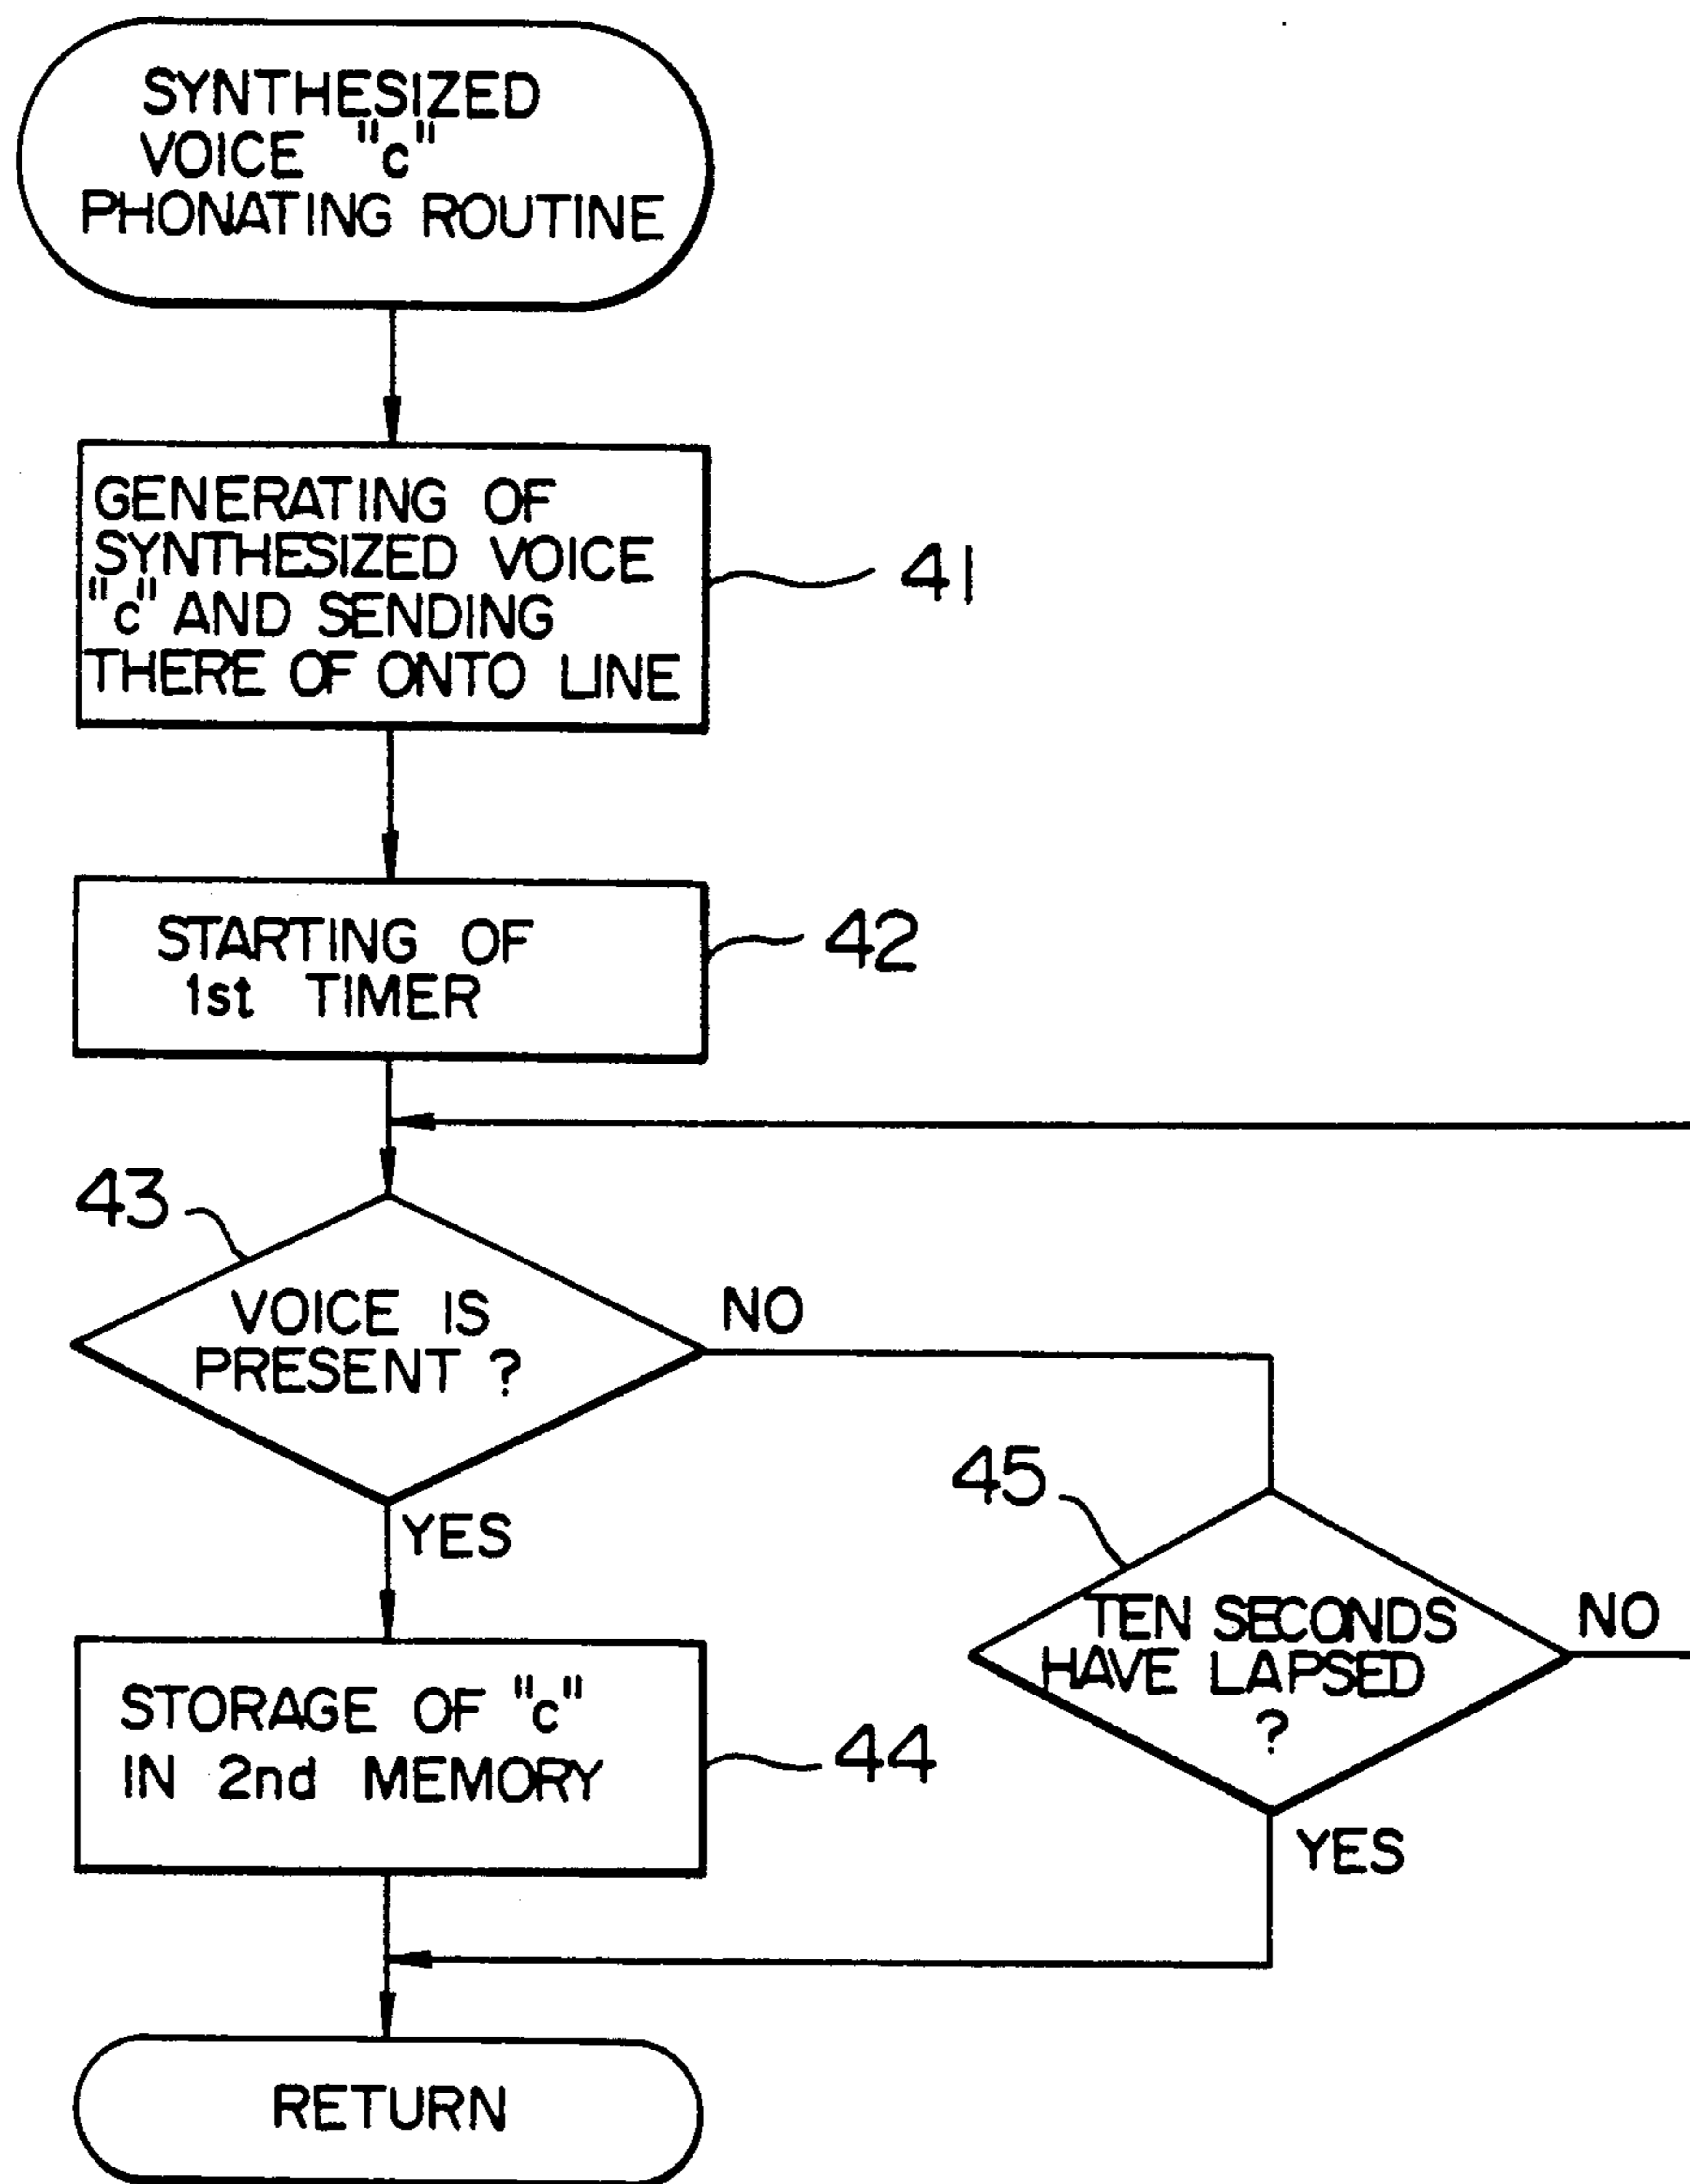 SYNTHESIZED
VOICE "c"
PHONATING ROUTINE
GENERATING OF
SYNTHESIZED VOICE
"c" AND SENDING
THERE OF ONTO LINE
41
STARTING OF
1st TIMER
42
43
VOICE IS
PRESENT ?
NO
YES
45
TEN SECONDS
HAVE LAPSED
?
NO
YES
STORAGE OF "c"
IN 2nd MEMORY
44
RETURN